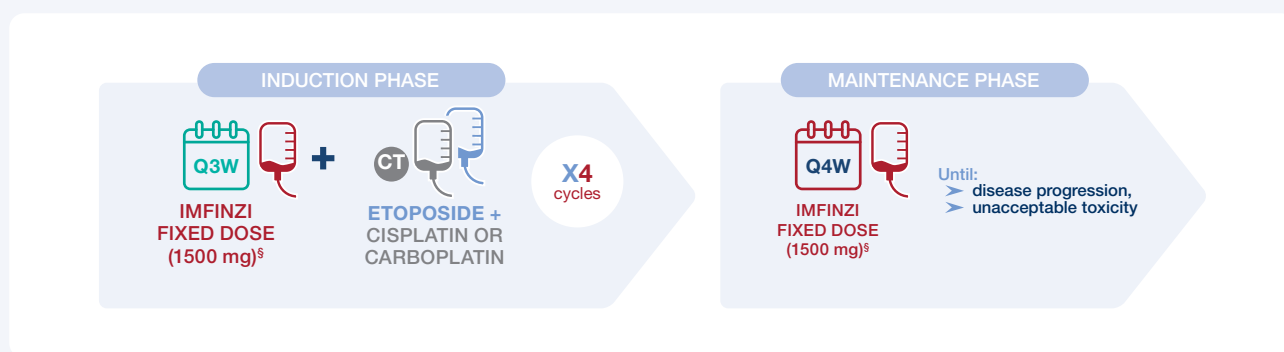 INDUCTION PHASE
Q3W
IMFINZI
FIXED DOSE
(1500 mg)§
+
CT
ETOPOSIDE +
CISPLATIN OR
CARBOPLATIN
X4
cycles
MAINTENANCE PHASE
Q4W
IMFINZI
FIXED DOSE
(1500 mg)§
Until:
➤ disease progression,
➤ unacceptable toxicity